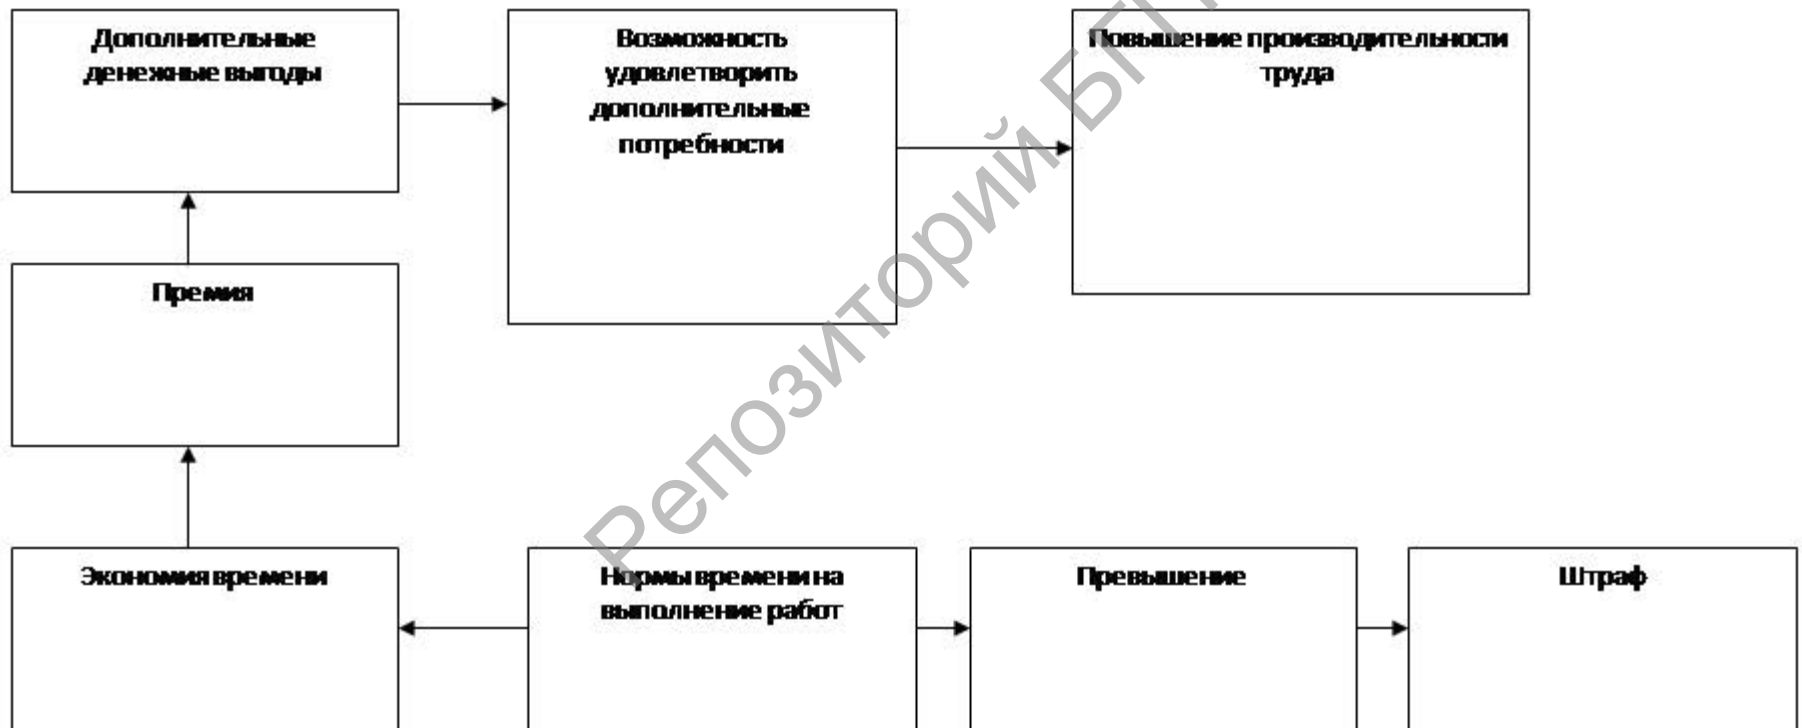 Дополнительные
денежные выгоды
Возможность
удовлетворить
дополнительные
потребности
Повышение производительности
труда
Премия
Экономия времени
Нормы времени на
выполнение работ
Превышение
Штраф
Репозиторий